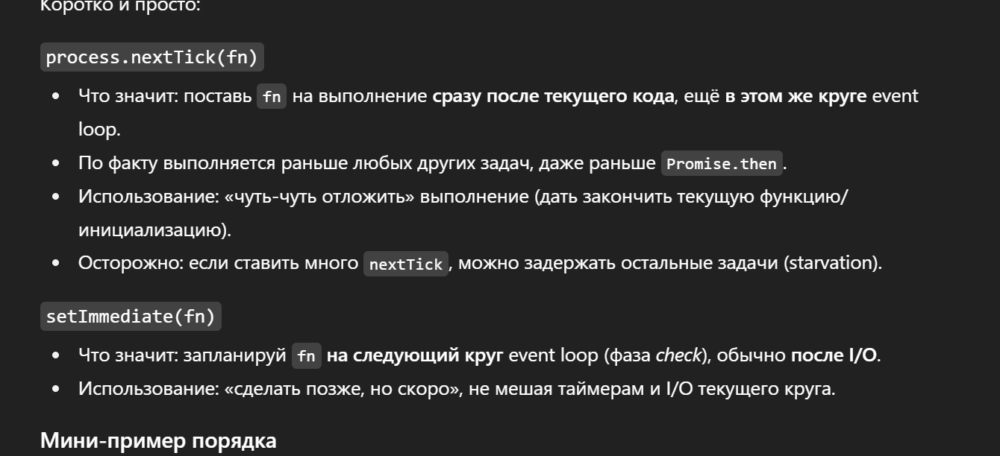 Коротко и просто:
process.nextTick(fn)
• Что значит: поставь fn на выполнение сразу после текущего кода, ещё в этом же круге event
loop.
• По факту выполняется раньше любых других задач, даже раньше Promise.then.
• Использование: «чуть-чуть отложить» выполнение (дать закончить текущую функцию/
инициализацию).
• Осторожно: если ставить много nextTick, можно задержать остальные задачи (starvation).
setImmediate(fn)
• Что значит: запланируй fn на следующий круг event loop (фаза check), обычно после I/O.
• Использование: «сделать позже, но скоро», не мешая таймерам и I/O текущего круга.
Мини-пример порядка